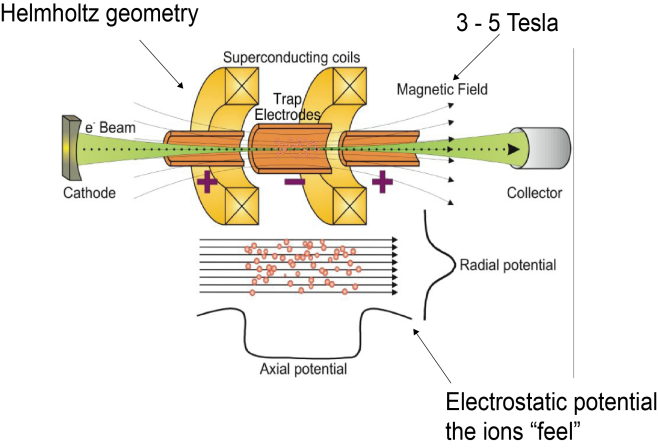 Helmholtz geometry
3 - 5 Tesla
Superconducting coils
Trap
Electrodes
Magnetic Field
e⁻ Beam
Cathode
+
−
+
Collector
Radial potential
Axial potential
Electrostatic potential
the ions “feel”